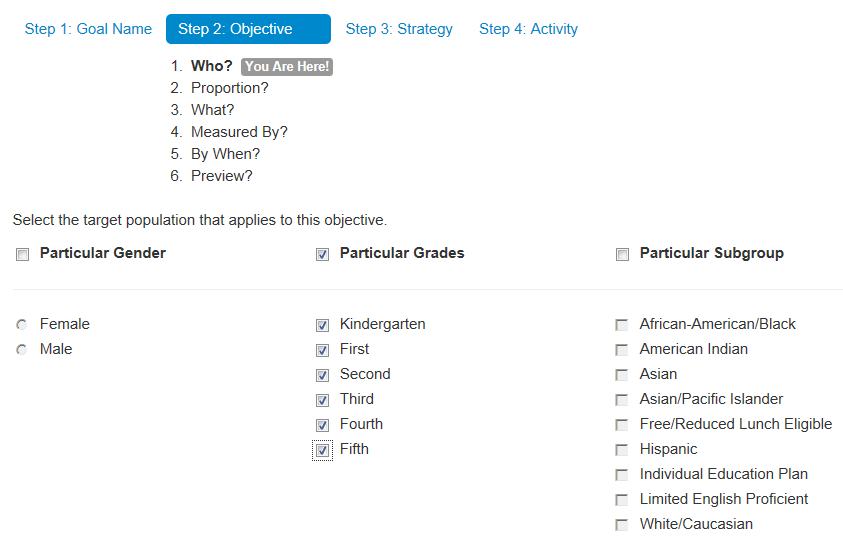 Step 1: Goal Name Step 2: Objective Step 3: Strategy Step 4: Activity
1. Who? You Are Here!
2. Proportion?
3. What?
4. Measured By?
5. By When?
6. Preview?
Select the target population that applies to this objective.
Particular Gender Particular Grades Particular Subgroup
Female Kindergarten African-American/Black
Male First American Indian
Second Asian
Third Asian/Pacific Islander
Fourth Free/Reduced Lunch Eligible
Fifth Hispanic
Individual Education Plan
Limited English Proficient
White/Caucasian